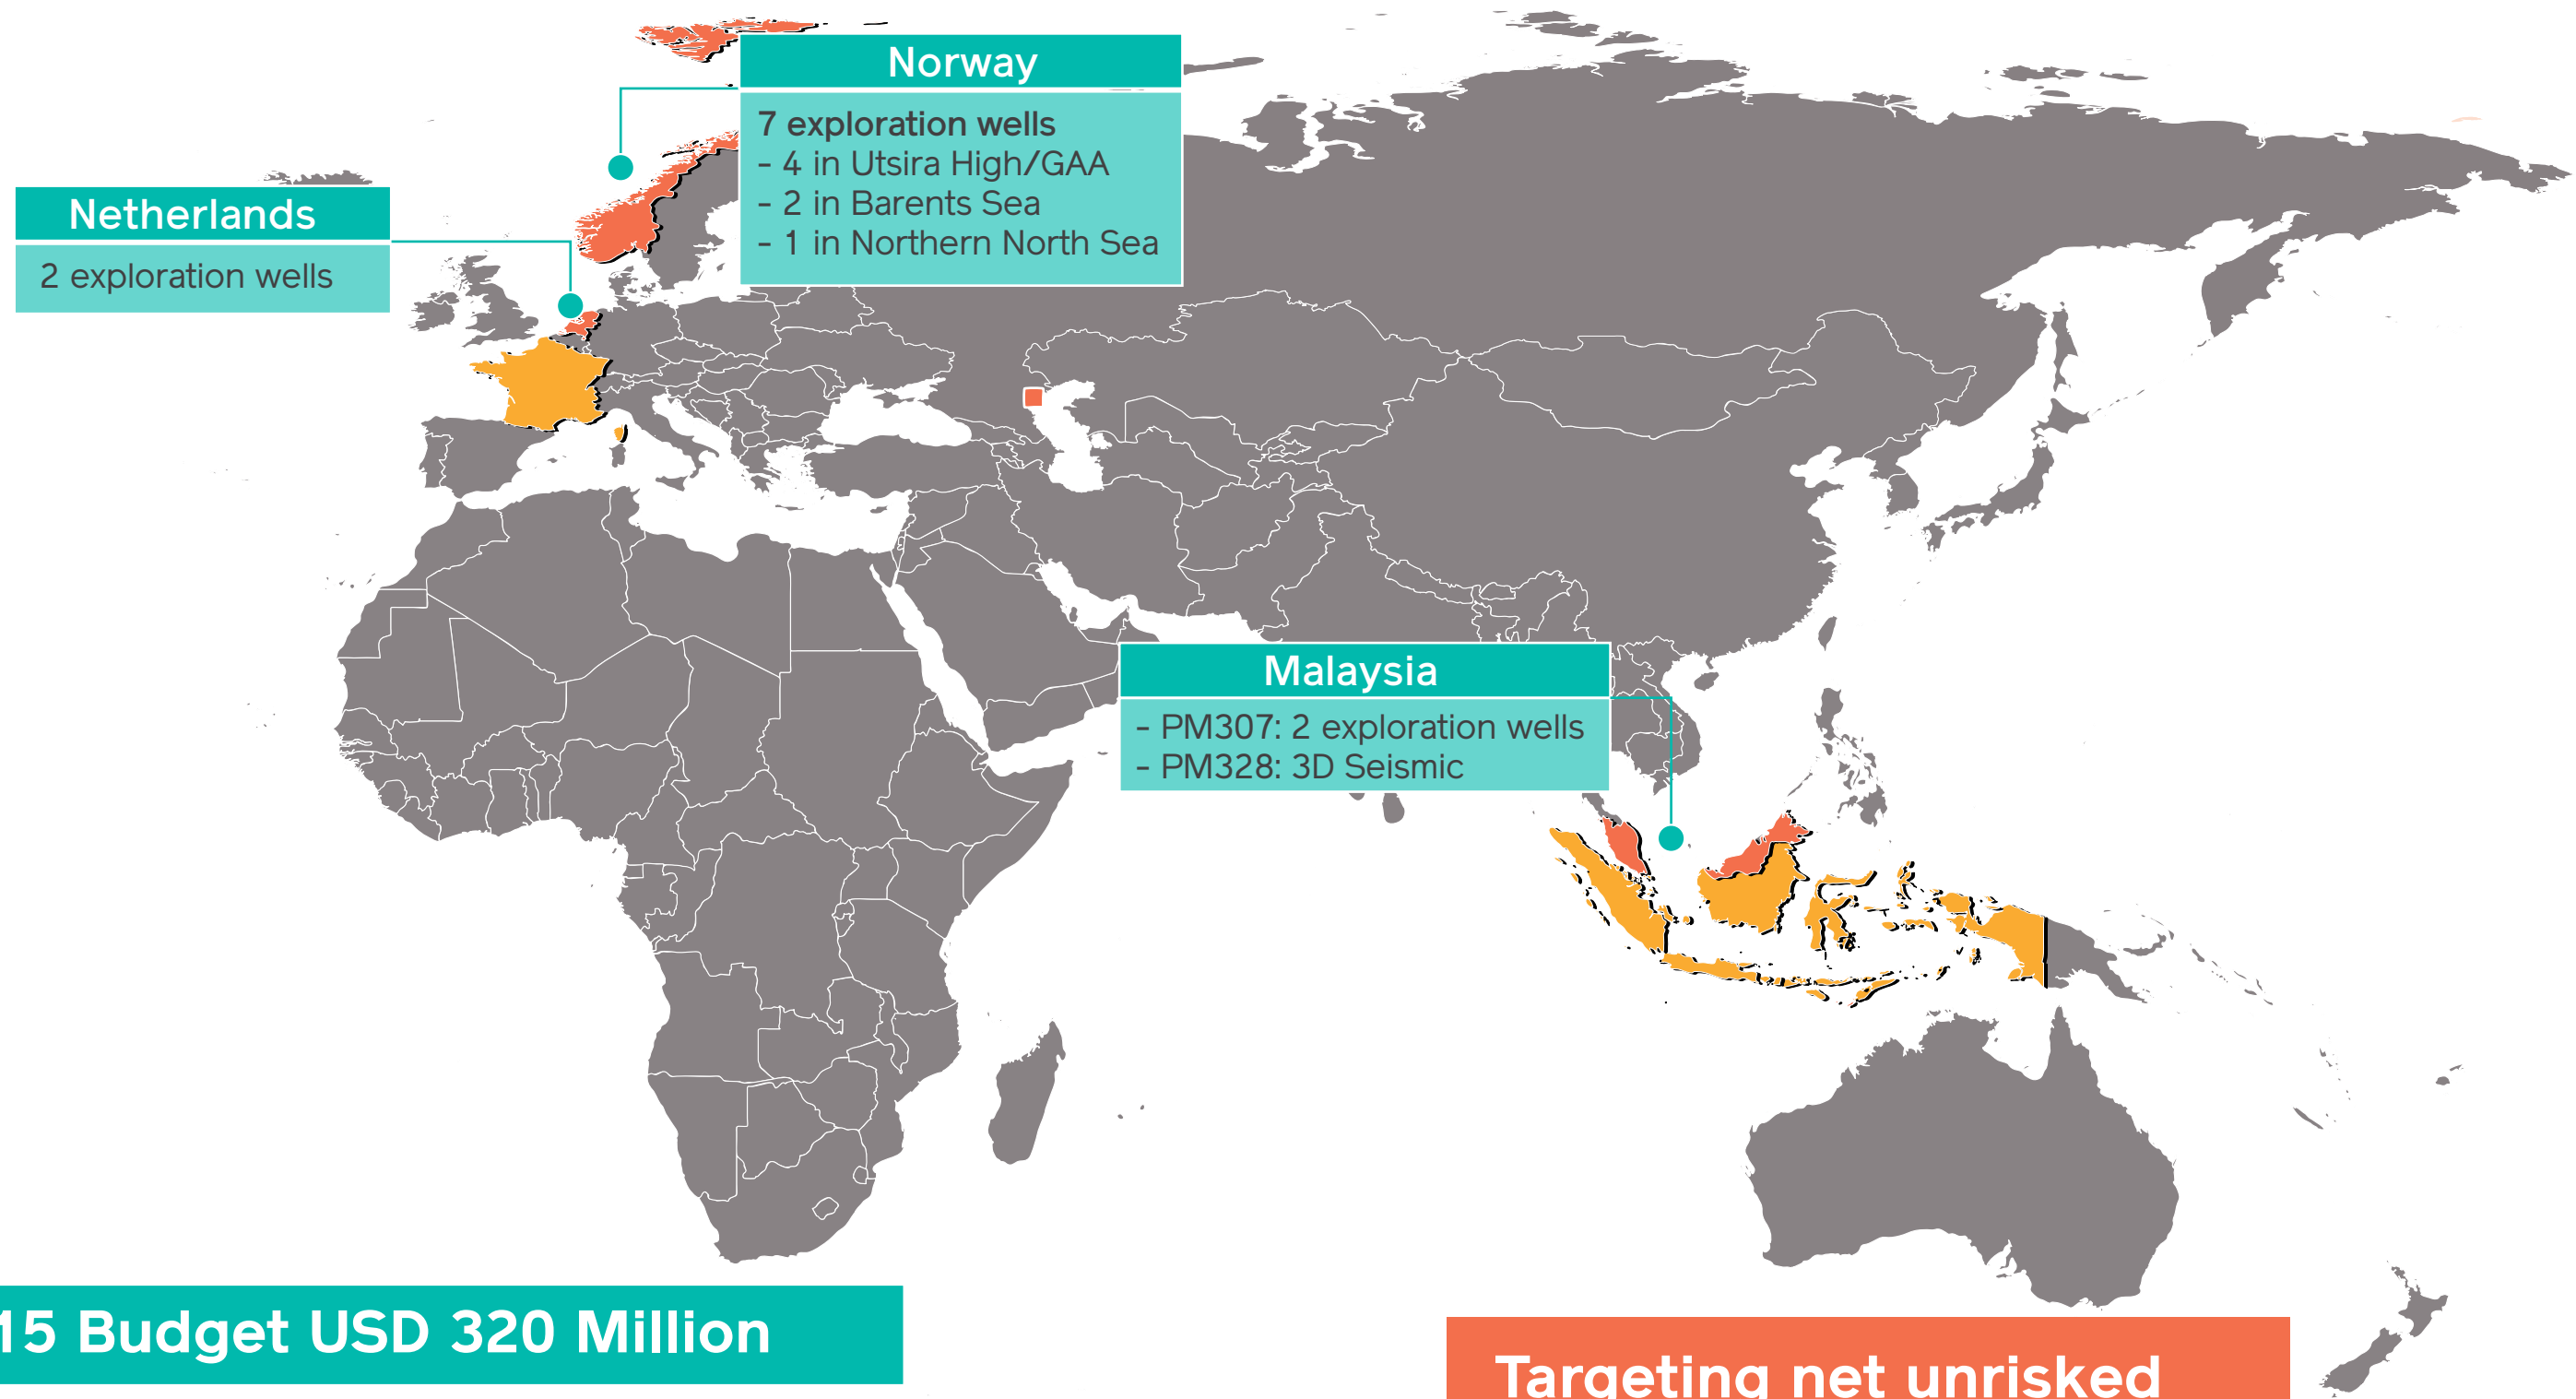 Norway
7 exploration wells
- 4 in Utsira High/GAA
- 2 in Barents Sea
- 1 in Northern North Sea
Netherlands
2 exploration wells
Malaysia
- PM307: 2 exploration wells
- PM328: 3D Seismic
15 Budget USD 320 Million
Targeting net unrisked